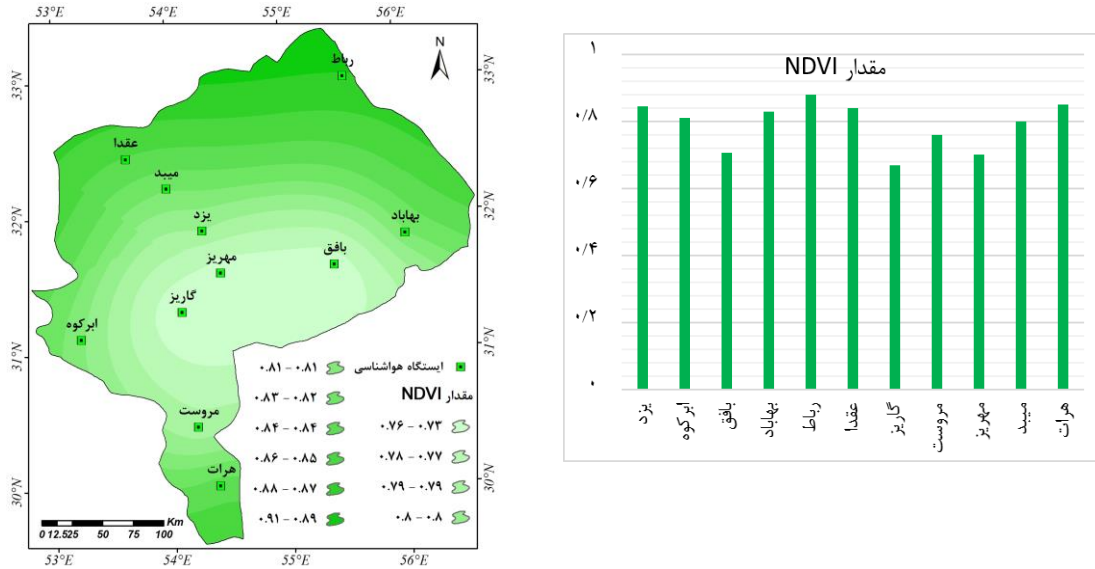 53°E 54°E 55°E 56°E
N
33°N 33°N
32°N 32°N
31°N 31°N
30°N 30°N
رباط
عقدا
میبد
یزد
بهاباد
بافق
مهریز
گاریز
ابرکوه
مروست
هرات
ایستگاه هواشناسی
مقدار NDVI
۰.۷۶ – ۰.۷۳
۰.۷۸ – ۰.۷۷
۰.۷۹ – ۰.۷۹
۰.۸ – ۰.۸
۰.۸۱ – ۰.۸۱
۰.۸۳ – ۰.۸۲
۰.۸۴ – ۰.۸۴
۰.۸۶ – ۰.۸۵
۰.۸۸ – ۰.۸۷
۰.۹۱ – ۰.۸۹
0 12.525 50 75 100 Km
53°E 54°E 55°E 56°E
مقدار NDVI
۱
۰/۸
۰/۶
۰/۴
۰/۲
۰
یزد
ابرکوه
بافق
بهاباد
رباط
عقدا
گاریز
مروست
مهریز
میبد
هرات